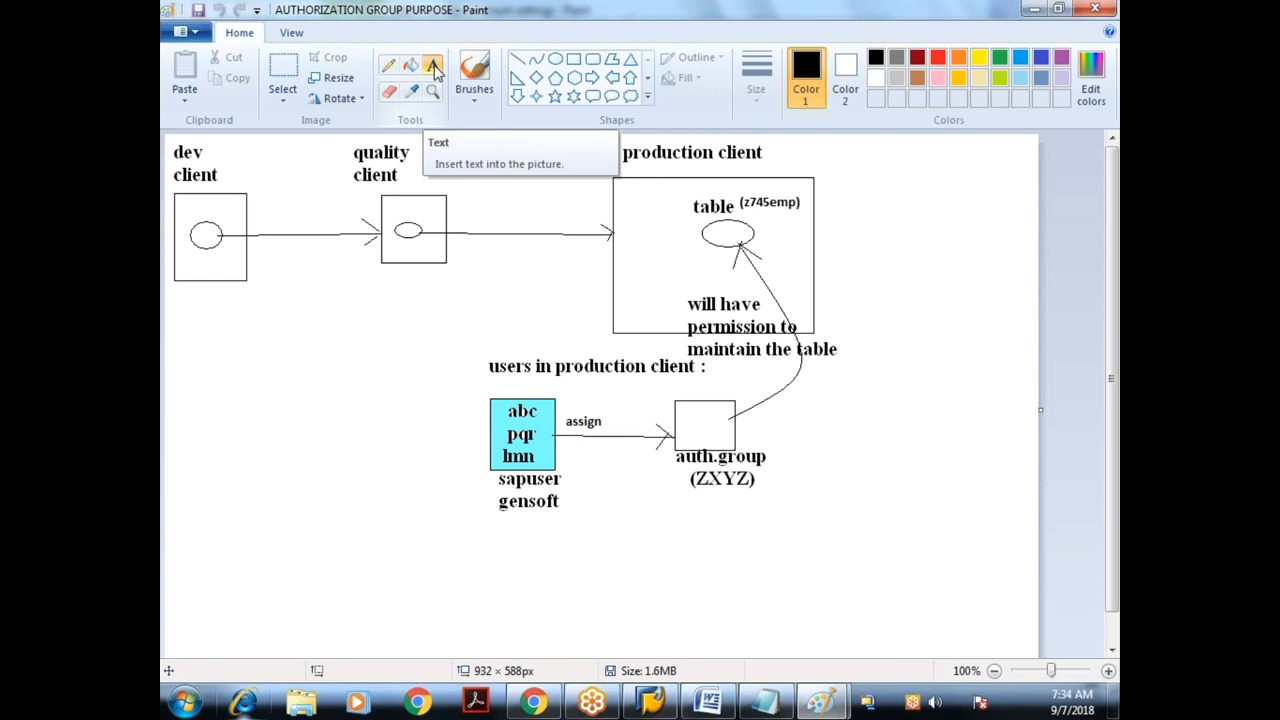 AUTHORIZATION GROUP PURPOSE - Paint
Home
View
Paste
Cut
Copy
Clipboard
Select
Crop
Resize
Rotate
Image
Tools
Brushes
Outline
Fill
Shapes
Size
Color 1
Color 2
Edit colors
Colors
Text
Insert text into the picture.
dev
client
quality
client
production client
table (z745emp)
will have
permission to
maintain the table
users in production client :
abc
pqr
lmn
sapuser
gensoft
assign
auth.group
(ZXYZ)
932 × 588px
Size: 1.6MB
100%
7:34 AM
9/7/2018